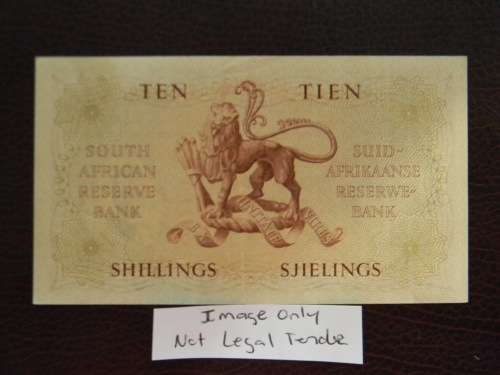 TEN TIEN
SOUTH AFRICAN RESERVE BANK
SUID-AFRIKAANSE RESERWE-BANK
SHILLINGS SJIELINGS
Image Only
Not Legal Tender